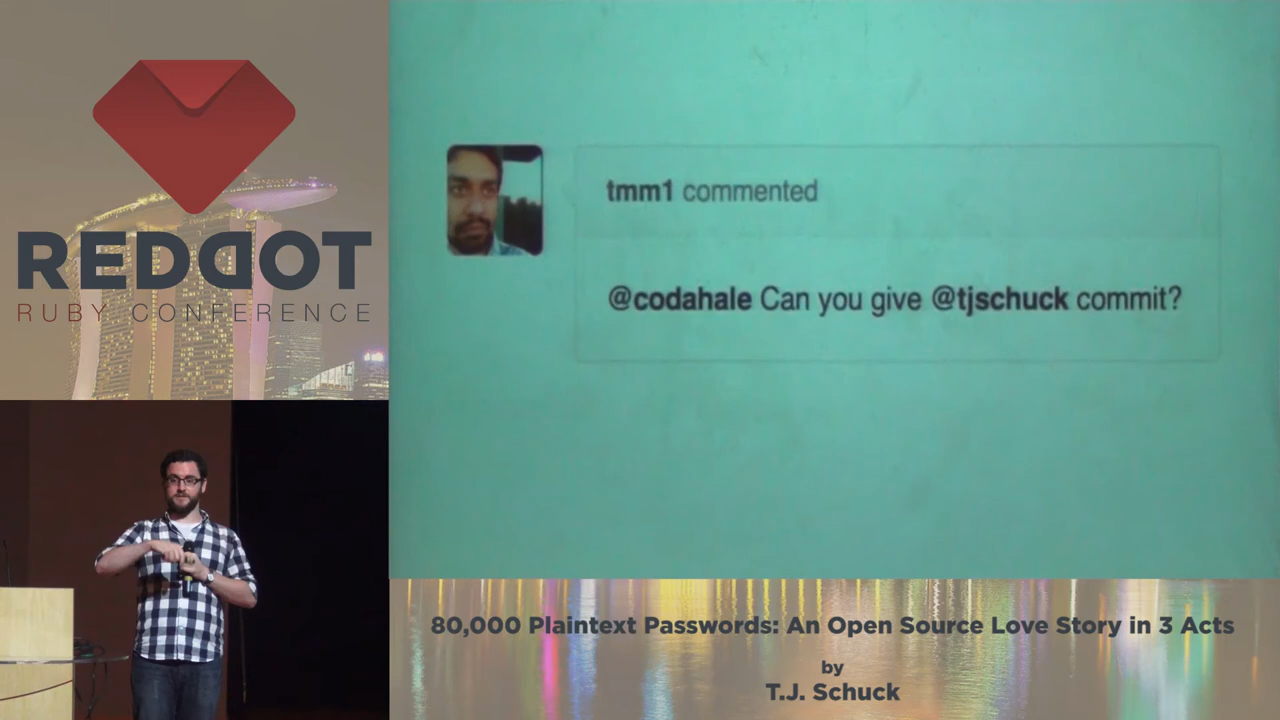 REDDOT
RUBY CONFERENCE
tmm1 commented
@codahale Can you give @tjschuck commit?
80,000 Plaintext Passwords: An Open Source Love Story in 3 Acts
by
T.J. Schuck